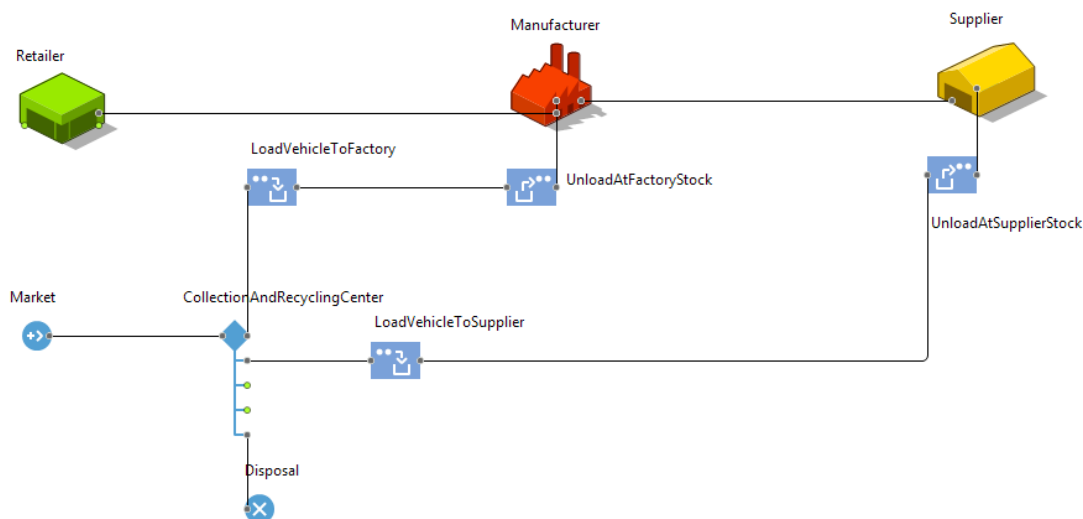 Supplier
Manufacturer
Retailer
LoadVehicleToFactory
UnloadAtFactoryStock
UnloadAtSupplierStock
Market
CollectionAndRecyclingCenter
LoadVehicleToSupplier
Disposal